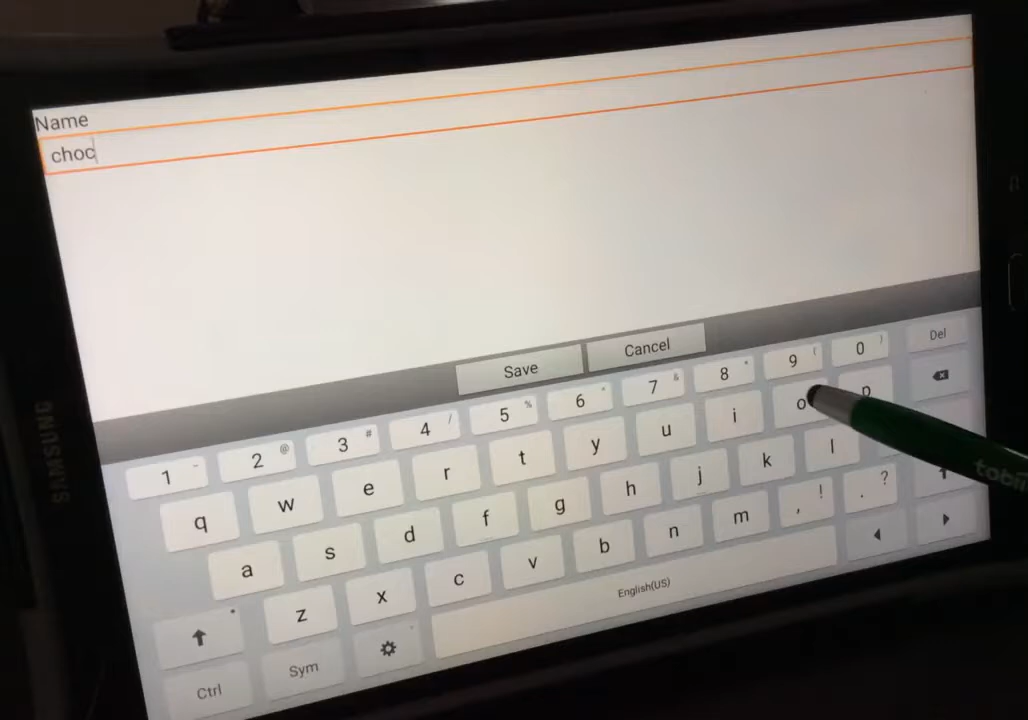 Name
choc
Save
Cancel
1 2 @ 3 # 4 / 5 % 6 ^ 7 & 8 * 9 ( 0 ) Del
q w e r t y u i o p
a s d f g h j k l
z x c v b n m , ! . ?
Ctrl Sym English(US)
SAMSUNG
tobii